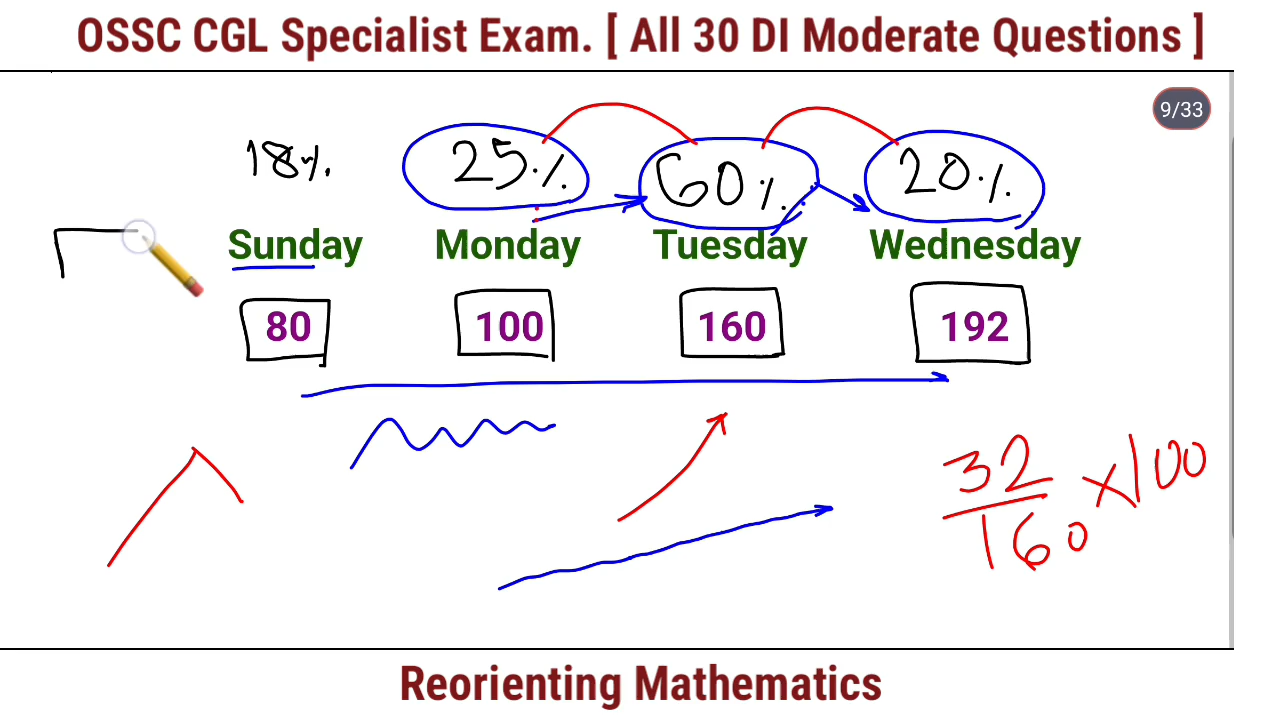 OSSC CGL Specialist Exam. [ All 30 DI Moderate Questions ]
9/33
18% 25% 60% 20%
Sunday Monday Tuesday Wednesday
80 100 160 192
32/160 ×100
Reorienting Mathematics